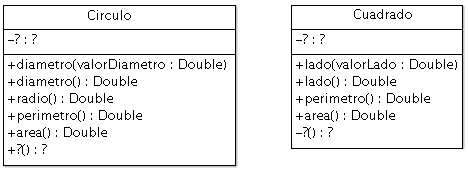 Circulo
-? : ?
+diametro(valorDiametro : Double)
+diametro() : Double
+radio() : Double
+perimetro() : Double
+area() : Double
+?() : ?
Cuadrado
-? : ?
+lado(valorLado : Double)
+lado() : Double
+perimetro() : Double
+area() : Double
-?() : ?